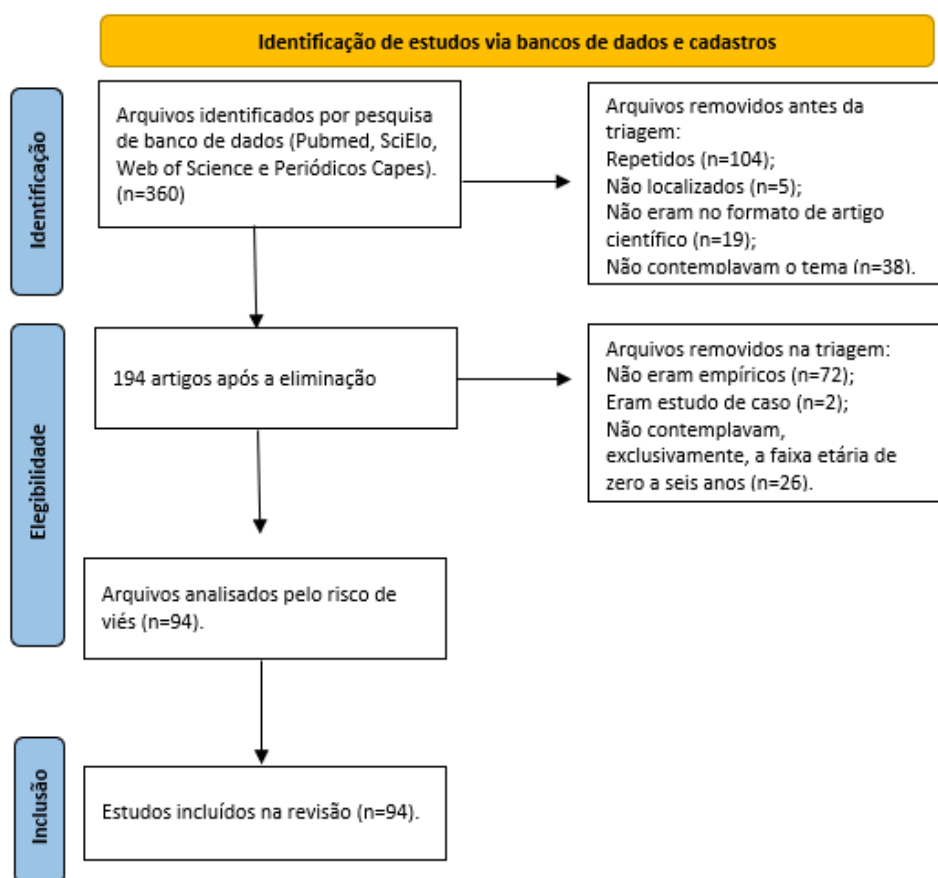 Identificação de estudos via bancos de dados e cadastros
Identificação
Arquivos identificados por pesquisa
de banco de dados (Pubmed, SciElo,
Web of Science e Periódicos Capes).
(n=360)
Arquivos removidos antes da
triagem:
Repetidos (n=104);
Não localizados (n=5);
Não eram no formato de artigo
científico (n=19);
Não contemplavam o tema (n=38).
Elegibilidade
194 artigos após a eliminação
Arquivos removidos na triagem:
Não eram empíricos (n=72);
Eram estudo de caso (n=2);
Não contemplavam,
exclusivamente, a faixa etária de
zero a seis anos (n=26).
Arquivos analisados pelo risco de
viés (n=94).
Inclusão
Estudos incluídos na revisão (n=94).